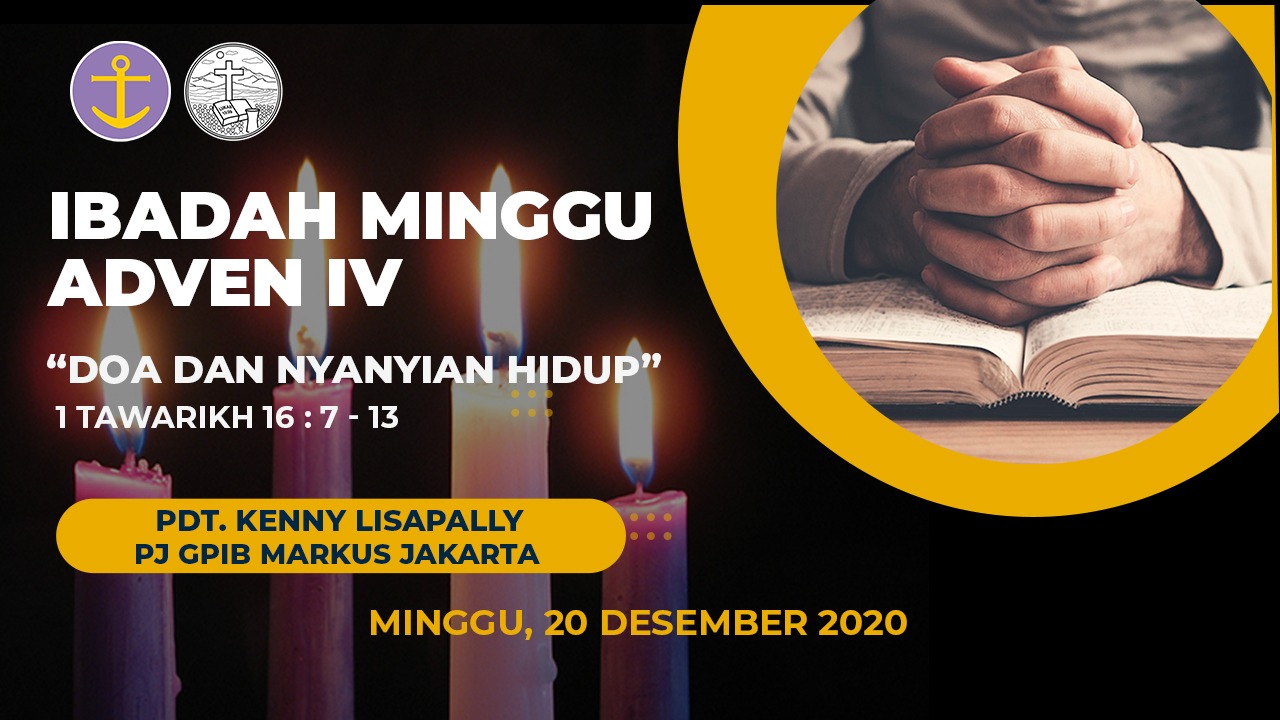 IBADAH MINGGU
ADVEN IV
“DOA DAN NYANYIAN HIDUP”
1 TAWARIKH 16 : 7 - 13
PDT. KENNY LISAPALLY
PJ GPIB MARKUS JAKARTA
MINGGU, 20 DESEMBER 2020